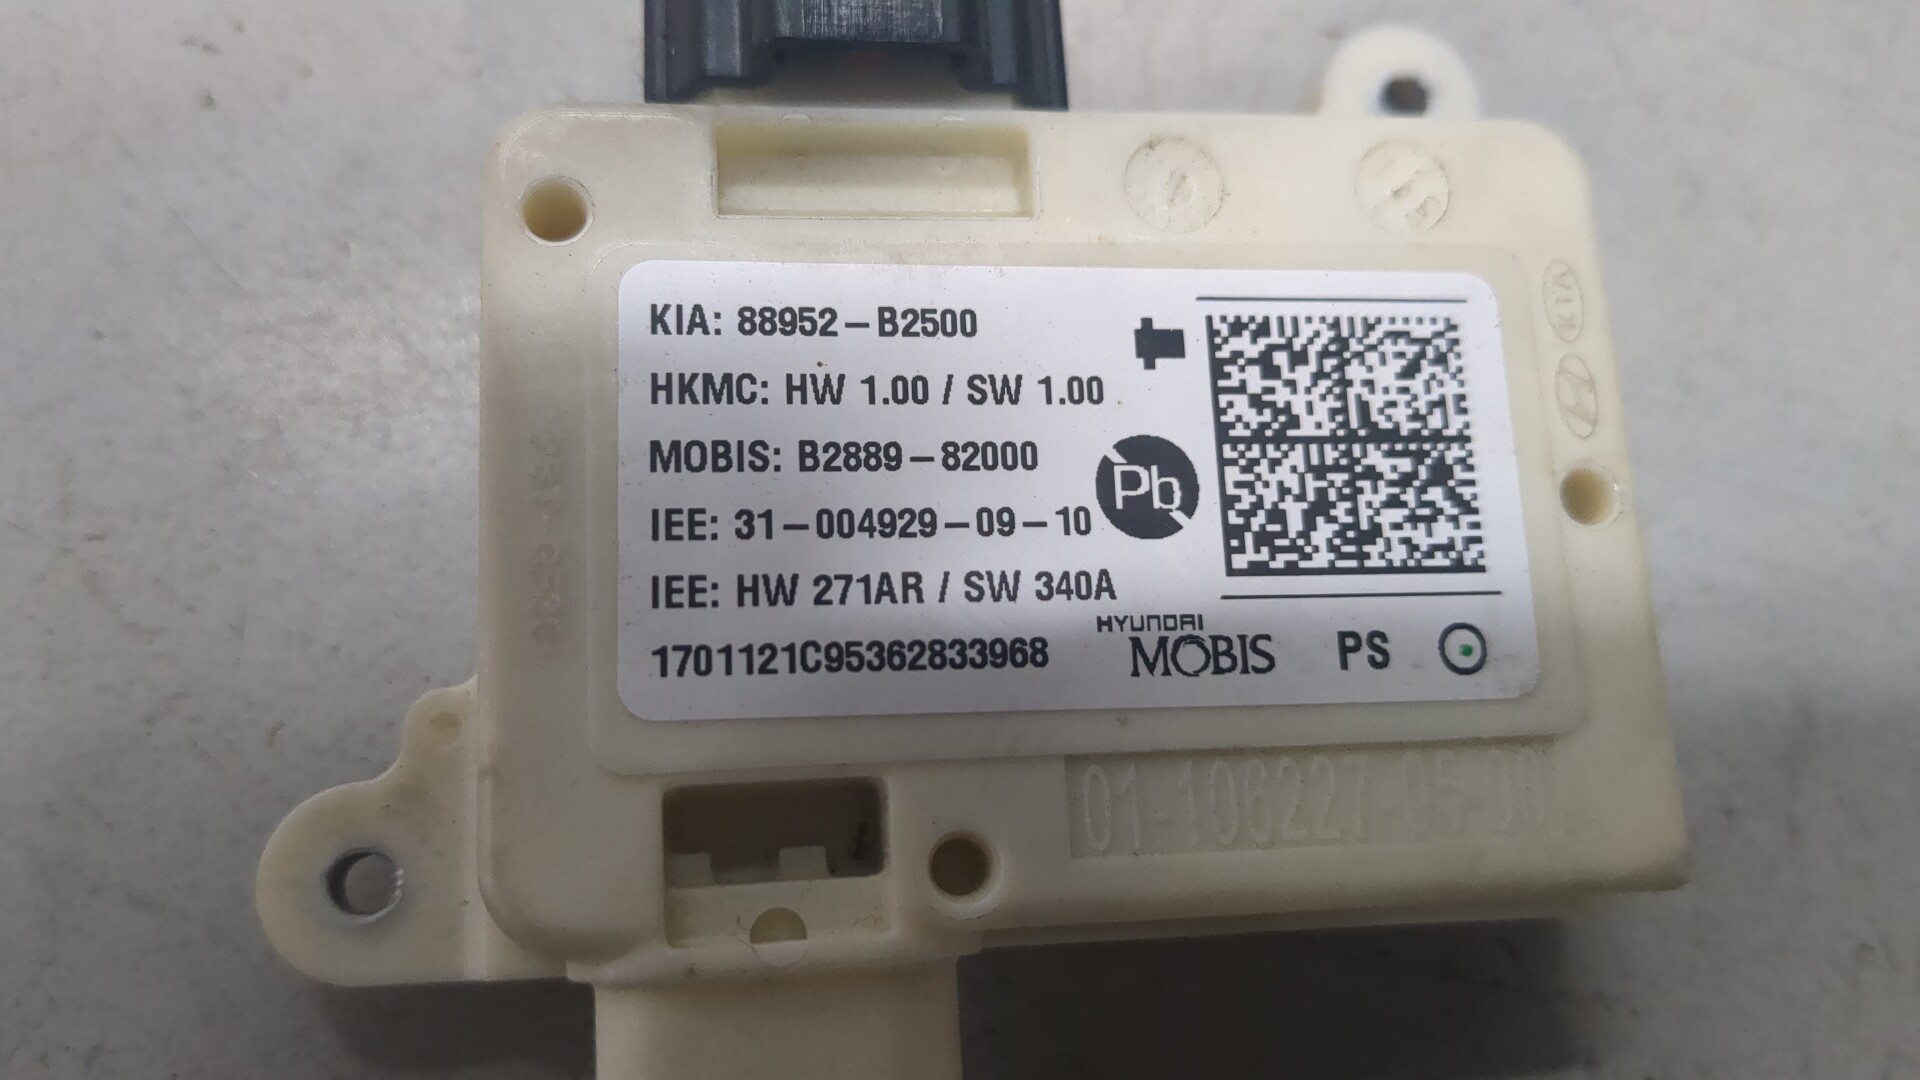 KIA: 88952-B2500
HKMC: HW 1.00 / SW 1.00
MOBIS: B2889-82000
Pb
IEE: 31-004929-09-10
IEE: HW 271AR / SW 340A
1701121C95362833968
HYUNDAI
MOBIS
PS
KIA
01-106227-05-00